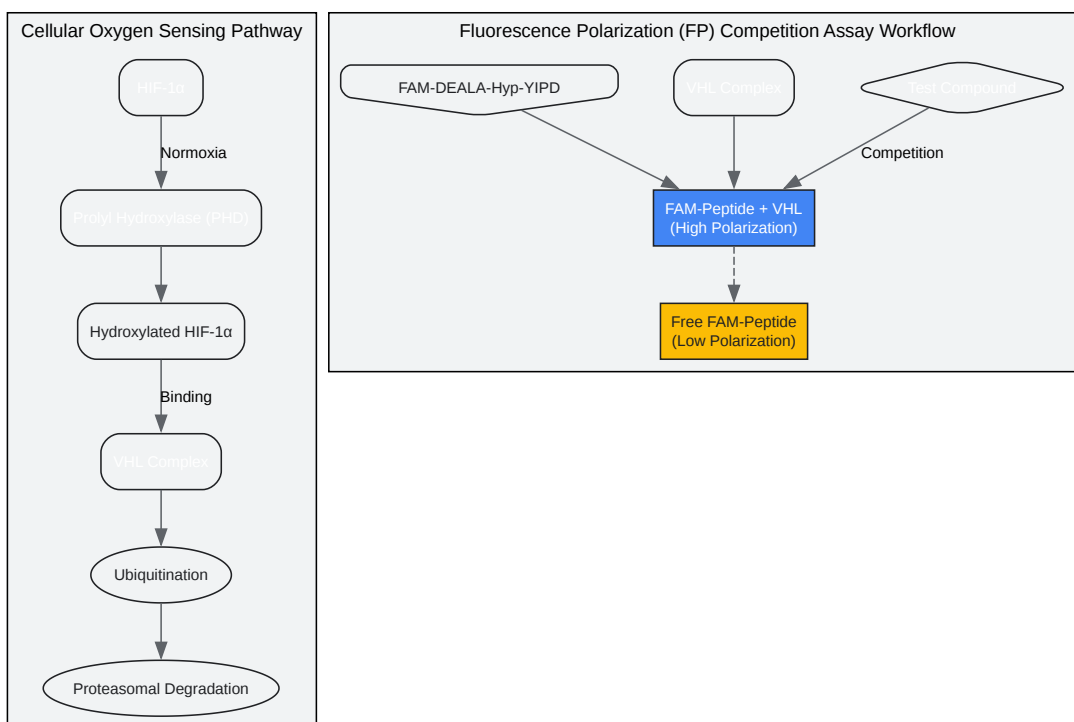 Cellular Oxygen Sensing Pathway
HIF-1α
Normoxia
Prolyl Hydroxylase (PHD)
Hydroxylated HIF-1α
Binding
VHL Complex
Ubiquitination
Proteasomal Degradation
Fluorescence Polarization (FP) Competition Assay Workflow
FAM-DEALA-Hyp-YIPD
VHL Complex
Test Compound
Competition
FAM-Peptide + VHL
(High Polarization)
Free FAM-Peptide
(Low Polarization)